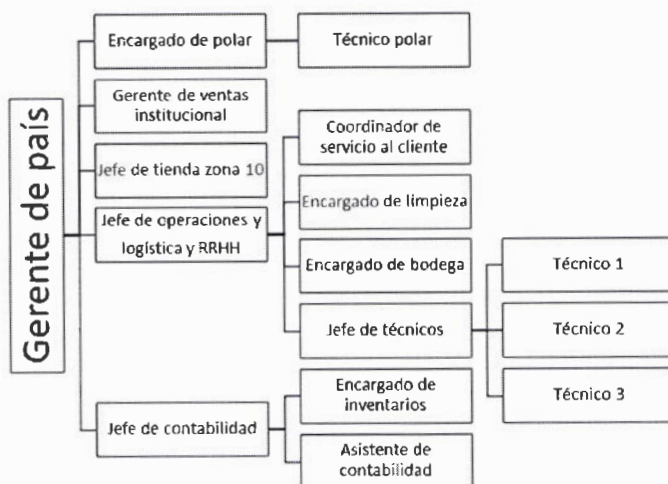 Gerente de país
Encargado de polar
Técnico polar
Gerente de ventas
institucional
Jefe de tienda zona 10
Jefe de operaciones y
logística y RRHH
Coordinador de
servicio al cliente
Encargado de limpieza
Encargado de bodega
Jefe de técnicos
Técnico 1
Técnico 2
Técnico 3
Jefe de contabilidad
Encargado de
inventarios
Asistente de
contabilidad